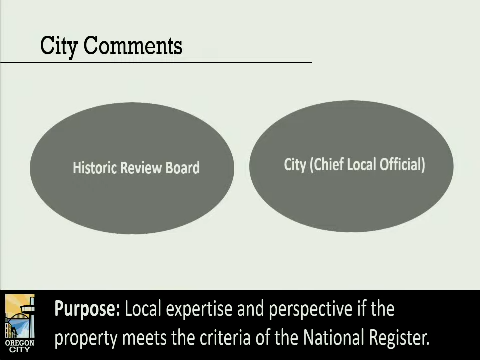 City Comments
Historic Review Board
City (Chief Local Official)
Purpose: Local expertise and perspective if the
property meets the criteria of the National Register.
OREGON
CITY